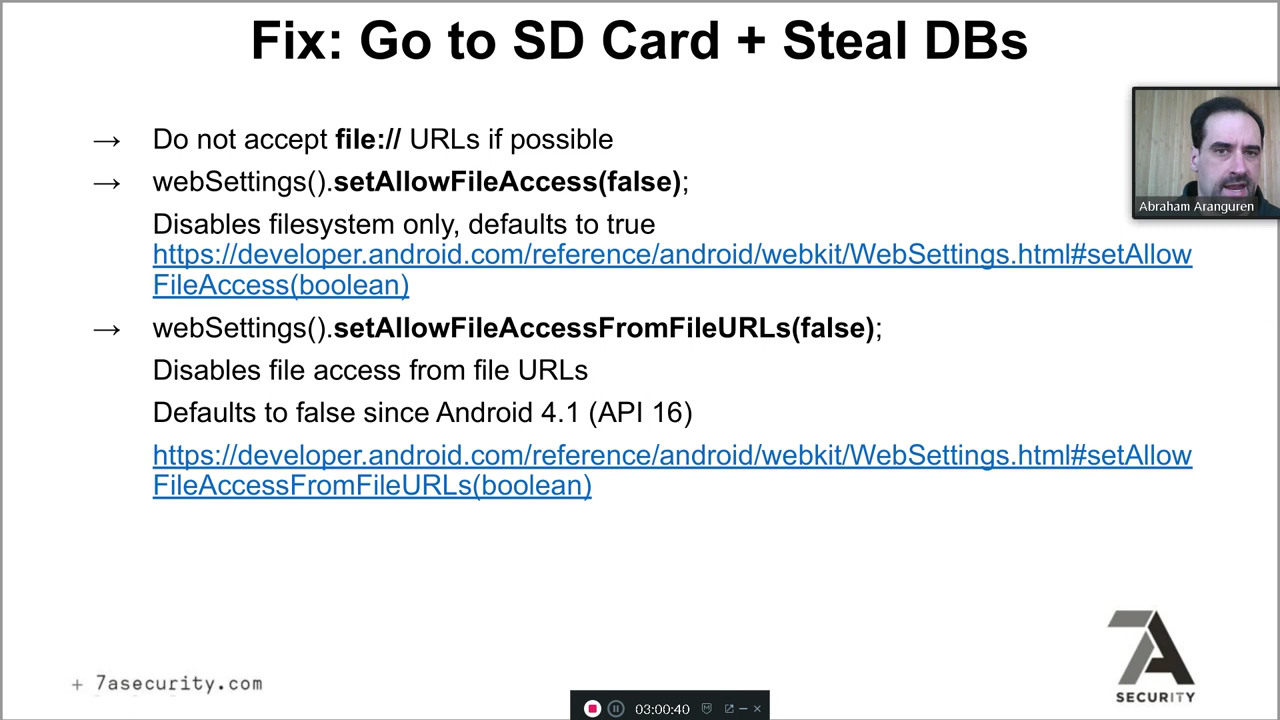 Fix: Go to SD Card + Steal DBs
→ Do not accept file:// URLs if possible
→ webSettings().setAllowFileAccess(false);
Disables filesystem only, defaults to true
https://developer.android.com/reference/android/webkit/WebSettings.html#setAllow
FileAccess(boolean)
→ webSettings().setAllowFileAccessFromFileURLs(false);
Disables file access from file URLs
Defaults to false since Android 4.1 (API 16)
https://developer.android.com/reference/android/webkit/WebSettings.html#setAllow
FileAccessFromFileURLs(boolean)
Abraham Aranguren
+ 7asecurity.com
03:00:40
7A
SECURITY